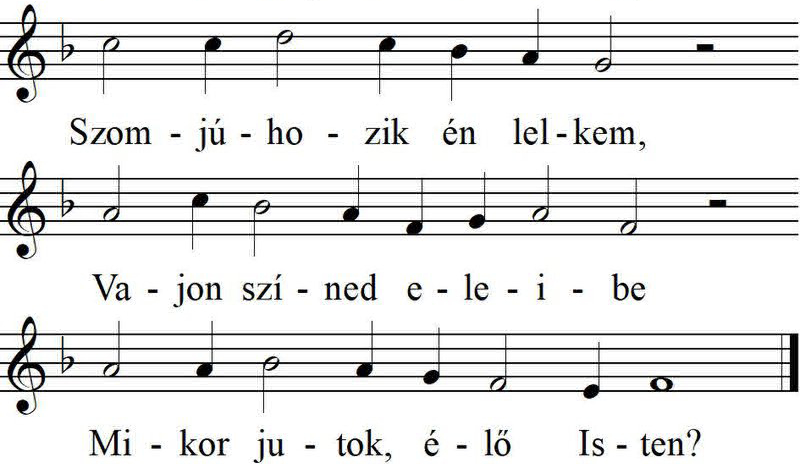 Szom - jú - ho - zik én lel - kem,
Va - jon szí - ned e - le - i - be
Mi - kor ju - tok, é - lő Is - ten?